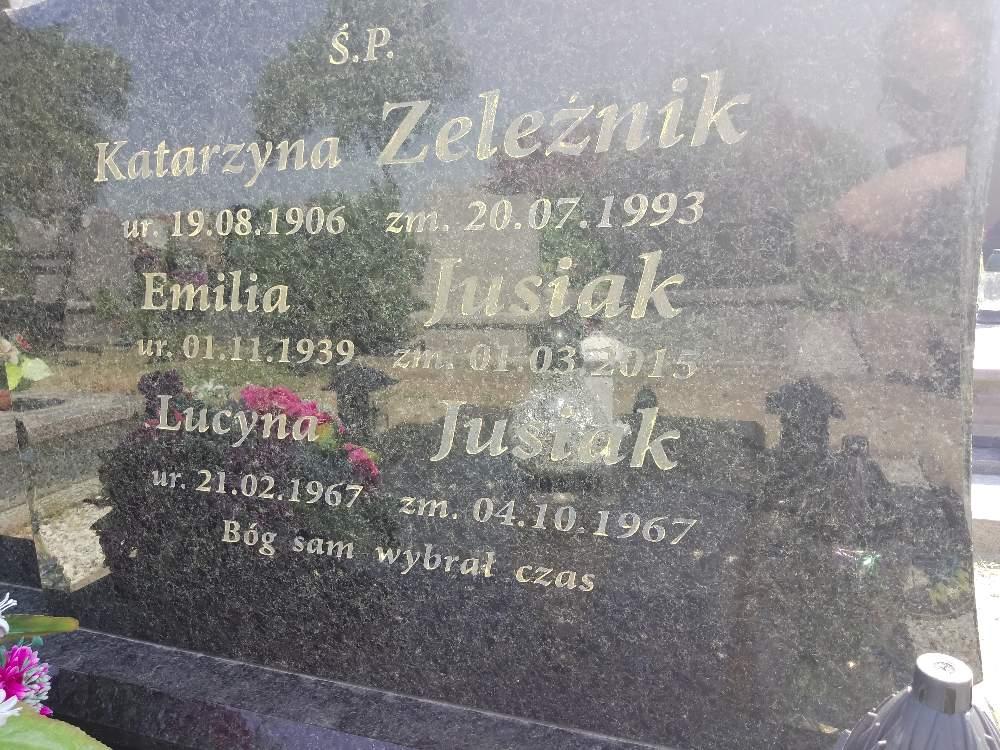 Ś.P.
Katarzyna Zeleźnik
ur. 19.08.1906 zm. 20.07.1993
Emilia Jusiak
ur. 01.11.1939 zm. 01.03.2015
Lucyna Jusiak
ur. 21.02.1967 zm. 04.10.1967
Bóg sam wybrał czas